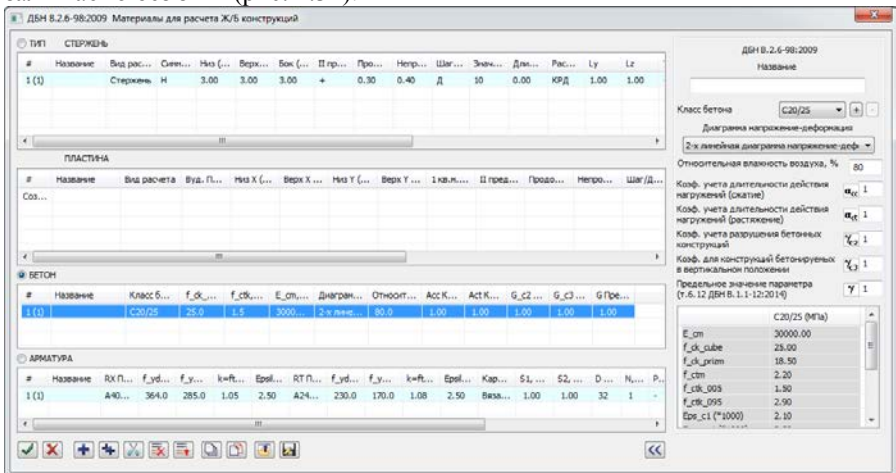 ДБН В.2.6-98:2009 Материалы для расчета Ж/Б конструкций
ТИП СТЕРЖЕНЬ
# Название Вид рас... Сим... Низ (... Верх... Бок (... II пр... Про... Непр... Шаг... Знач... Дли... Рас... Ly Lz
1 (1) Стержень Н 3.00 3.00 3.00 + 0.30 0.40 Д 10 0.00 КРД 1.00 1.00
ПЛАСТИНА
# Название Вид расчета Вуд. П... Низ X (... Верх X ... Низ Y (... Верх Y ... 1 кв.м.... II пред... Продо... Непро... Шаг/Д...
Соз...
БЕТОН
# Название Класс б... f_ck_... f_ctk,... E_cm,... Диаграм... Относит... Acc К... Act К... G_c2 ... G_c3 ... G Пре...
1 (1) C20/25 25.0 1.5 3000... 2-х лине... 80.0 1.00 1.00 1.00 1.00 1.00
АРМАТУРА
# Название RX П... f_yd... f_y... k=ft... Epsil... RT П... f_yd... f_y... k=ft... Epsil... Кар... S1, ... S2, ... D ... N,... P..
1 (1) A40... 364.0 285.0 1.05 2.50 A24... 230.0 170.0 1.08 2.50 Вяза... 1.00 1.00 32 1 -
ДБН В.2.6-98:2009
Название
Класс бетона C20/25 + -
Диаграмма напряжение-деформация
2-х линейная диаграмма напряжение-дефо
Относительная влажность воздуха, % 80
Коэф. учета длительности действия
нагружений (сжатие) αcc 1
Коэф. учета длительности действия
нагружений (растяжение) αct 1
Коэф. учета разрушения бетонных
конструкций γc2 1
Коэф. для конструкций бетонируемых
в вертикальном положении γc3 1
Предельное значение параметра
(т.6.12 ДБН В.1.1-12:2014) γ 1
C20/25 (МПа)
E_cm 30000.00
f_ck_cube 25.00
f_ck_prizm 18.50
f_ctm 2.20
f_ctk_005 1.50
f_ctk_095 2.90
Eps_c1 (*1000) 2.10